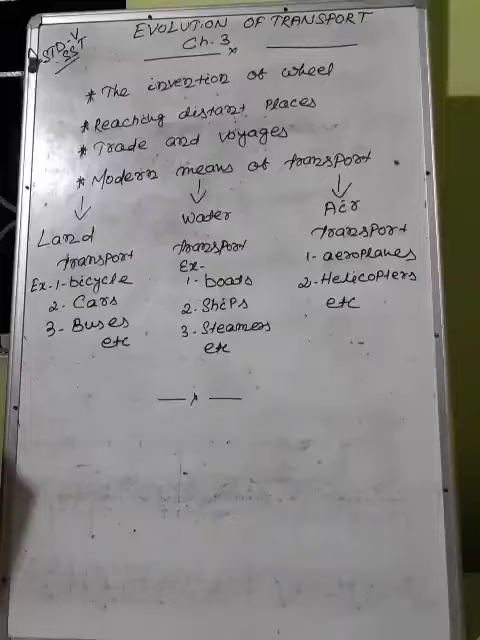 STD-V
SST
EVOLUTION OF TRANSPORT
Ch. 3
* The invention of wheel
* Reaching distant places
* Trade and voyages
* Modern means of transport
Land
transport
Ex-1-bicycle
2- Cars
3- Buses
etc
Water
transport
Ex-
1- boats
2- Ships
3- Steamers
etc
Air
transport
1- aeroplanes
2- Helicopters
etc